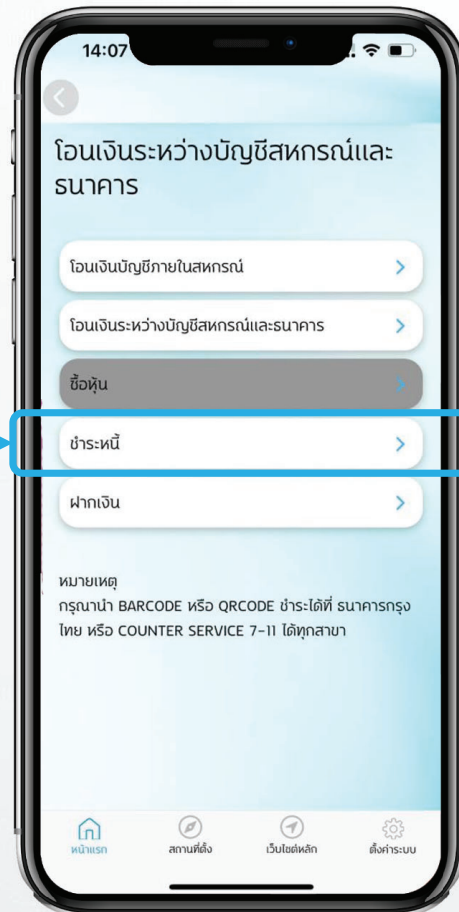 14:07
โอนเงินระหว่างบัญชีสหกรณ์และ
ธนาคาร
โอนเงินบัญชีภายในสหกรณ์
โอนเงินระหว่างบัญชีสหกรณ์และธนาคาร
ซื้อหุ้น
ชำระหนี้
ฝากเงิน
หมายเหตุ
กรุณานำ BARCODE หรือ QRCODE ชำระได้ที่ ธนาคารกรุง
ไทย หรือ COUNTER SERVICE 7-11 ได้ทุกสาขา
หน้าแรก
สถานที่ตั้ง
เว็บไซต์หลัก
ตั้งค่าระบบ